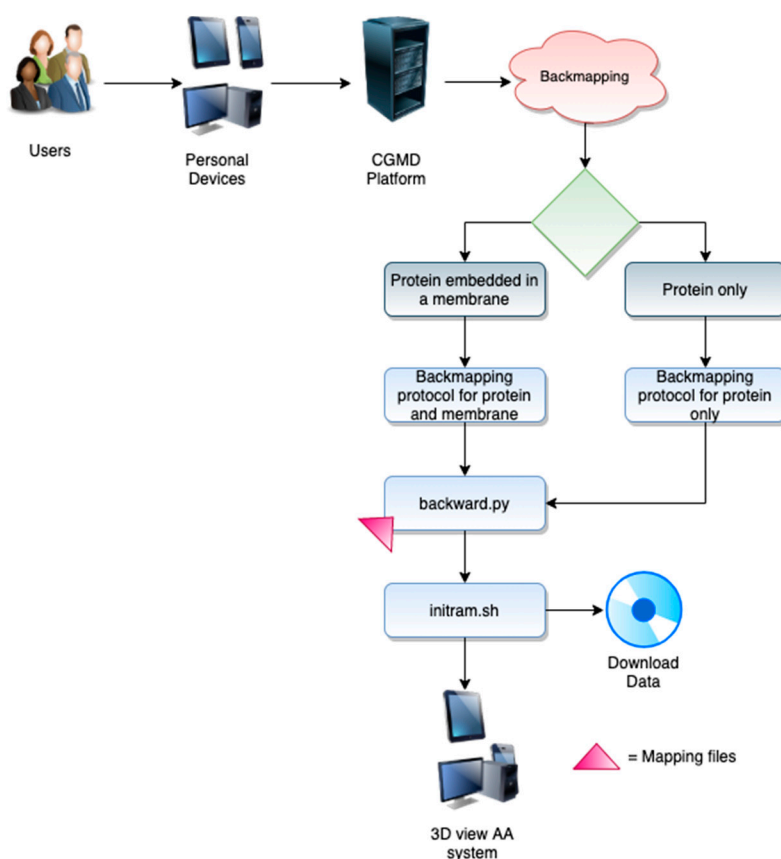 Backmapping
Users
Personal
Devices
CGMD
Platform
Protein embedded in
a membrane
Protein only
Backmapping
protocol for protein
and membrane
Backmapping
protocol for protein
only
backward.py
initram.sh
Download
Data
= Mapping files
3D view AA
system